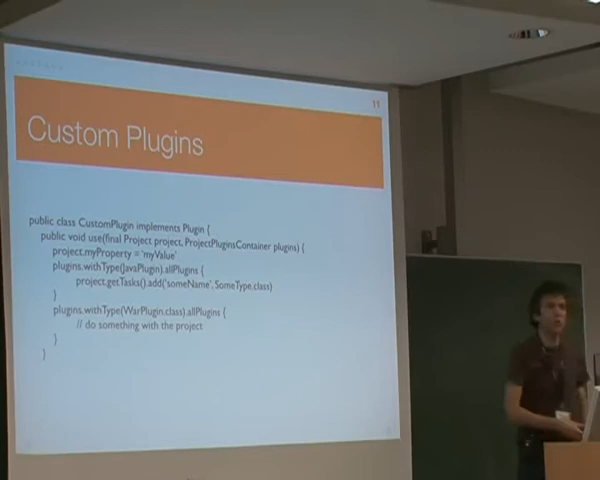 11
Custom Plugins
public class CustomPlugin implements Plugin {
public void use(final Project project, ProjectPluginsContainer plugins) {
project.myProperty = 'myValue'
plugins.withType(JavaPlugin).allPlugins {
project.getTasks().add('someName', SomeType.class)
}
plugins.withType(WarPlugin.class).allPlugins {
// do something with the project
}
}